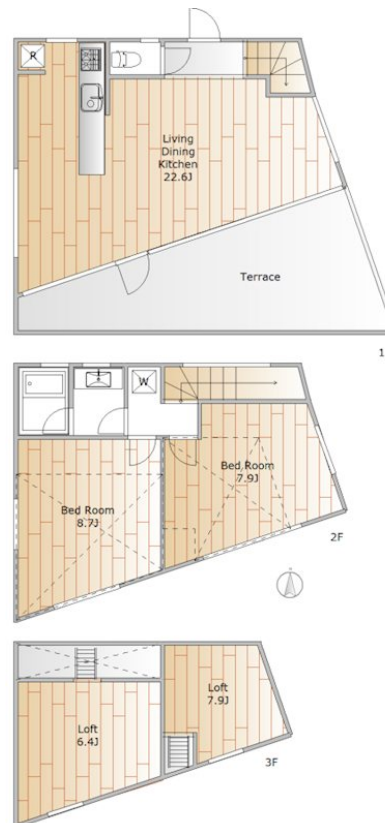 R
Living
Dining
Kitchen
22.6J
Terrace
1
W
Bed Room
8.7J
Bed Room
7.9J
2F
Loft
6.4J
Loft
7.9J
3F